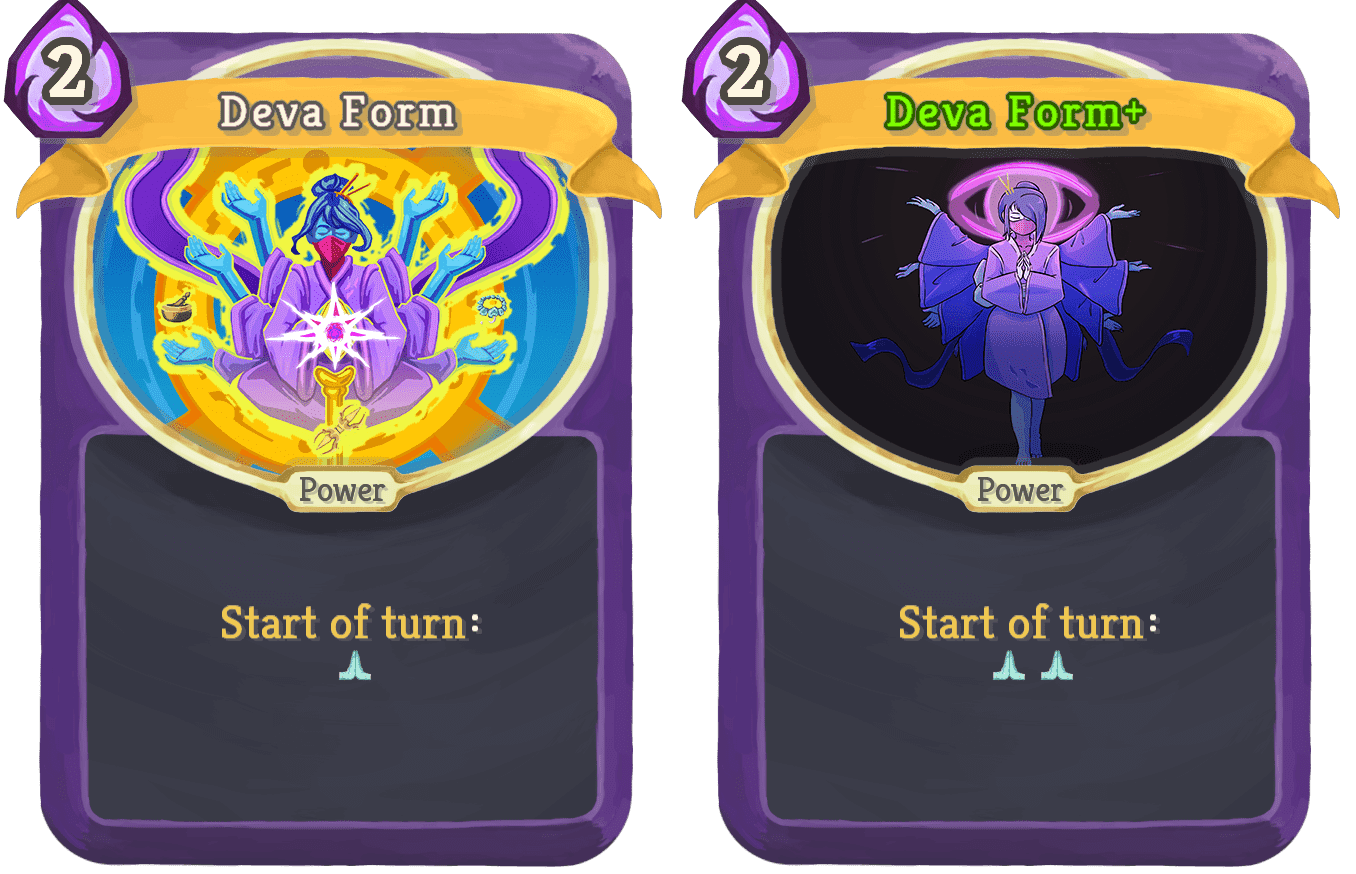 2
Deva Form
Power
Start of turn:
2
Deva Form+
Power
Start of turn: